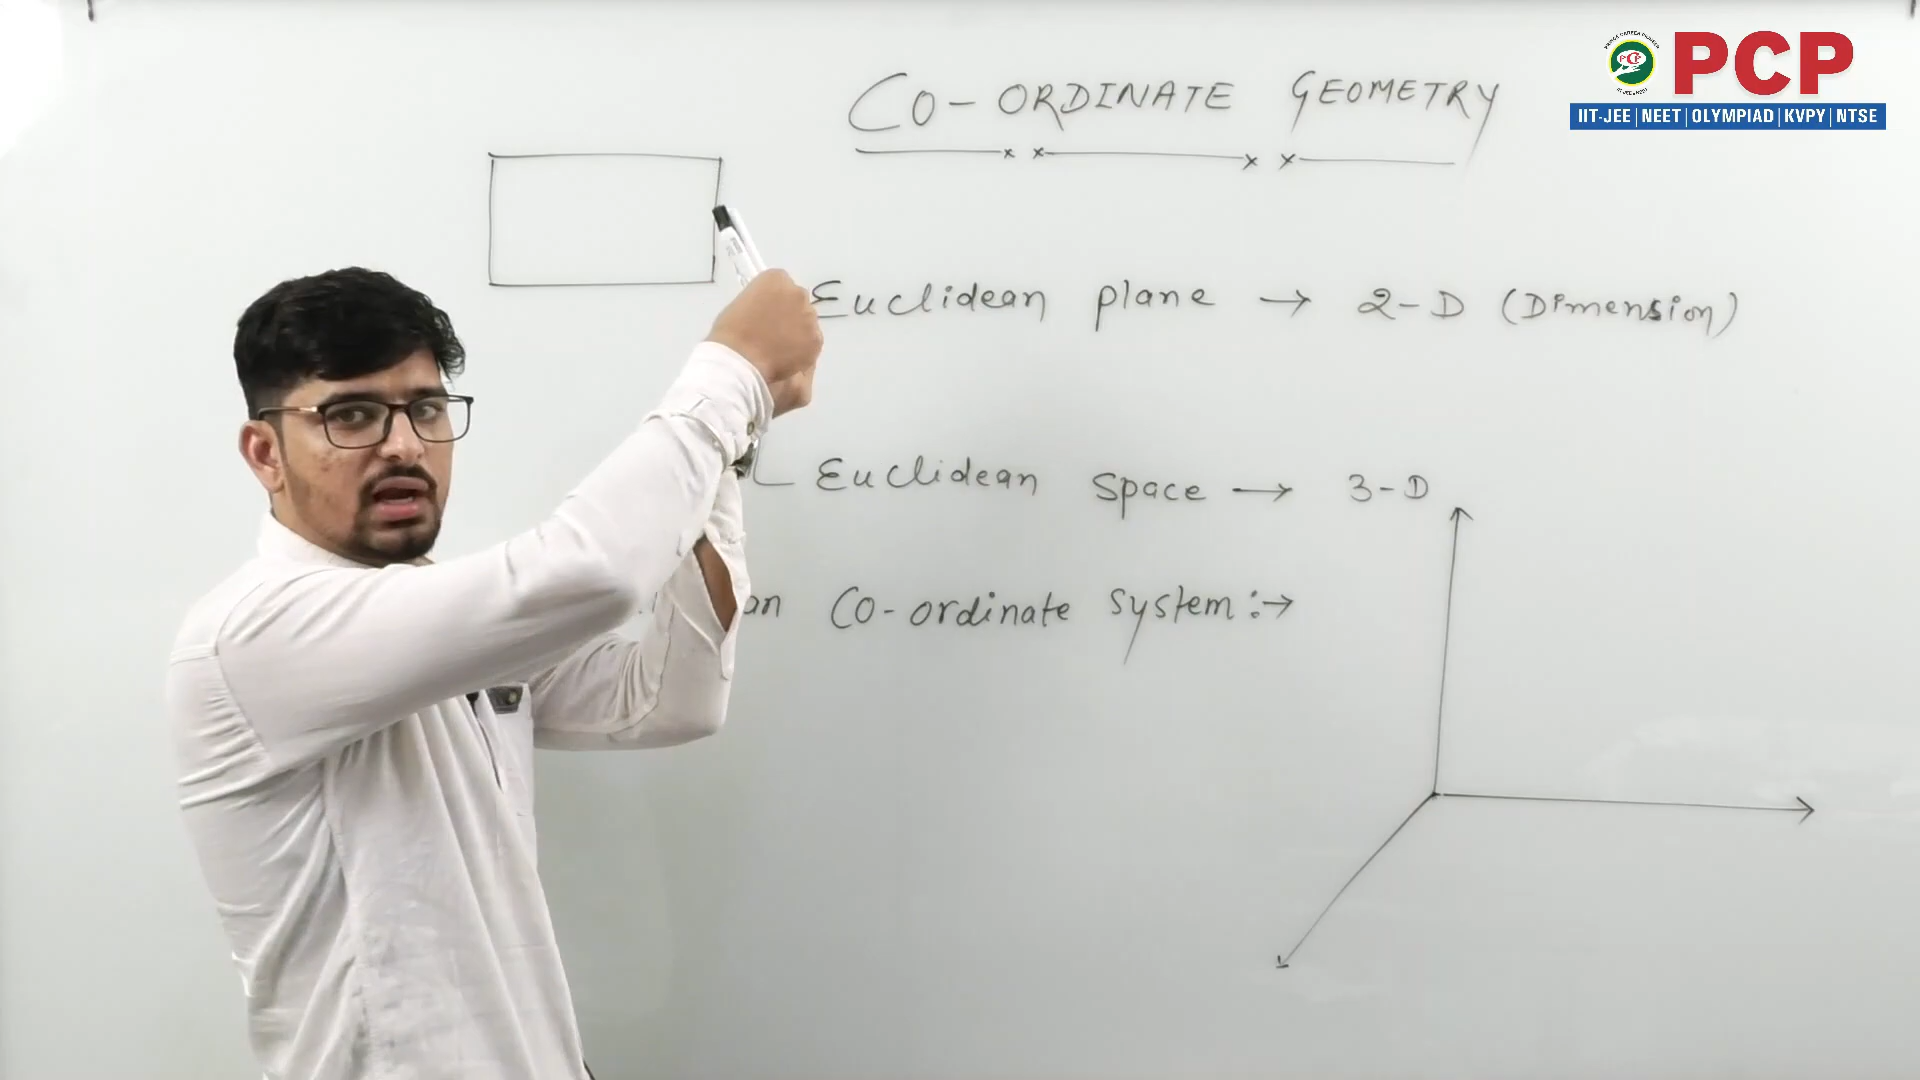 CO-ORDINATE GEOMETRY
PCP
IIT-JEE | NEET | OLYMPIAD | KVPY | NTSE
Euclidean plane → 2-D (Dimension)
Euclidean space → 3-D
Co-ordinate system :→